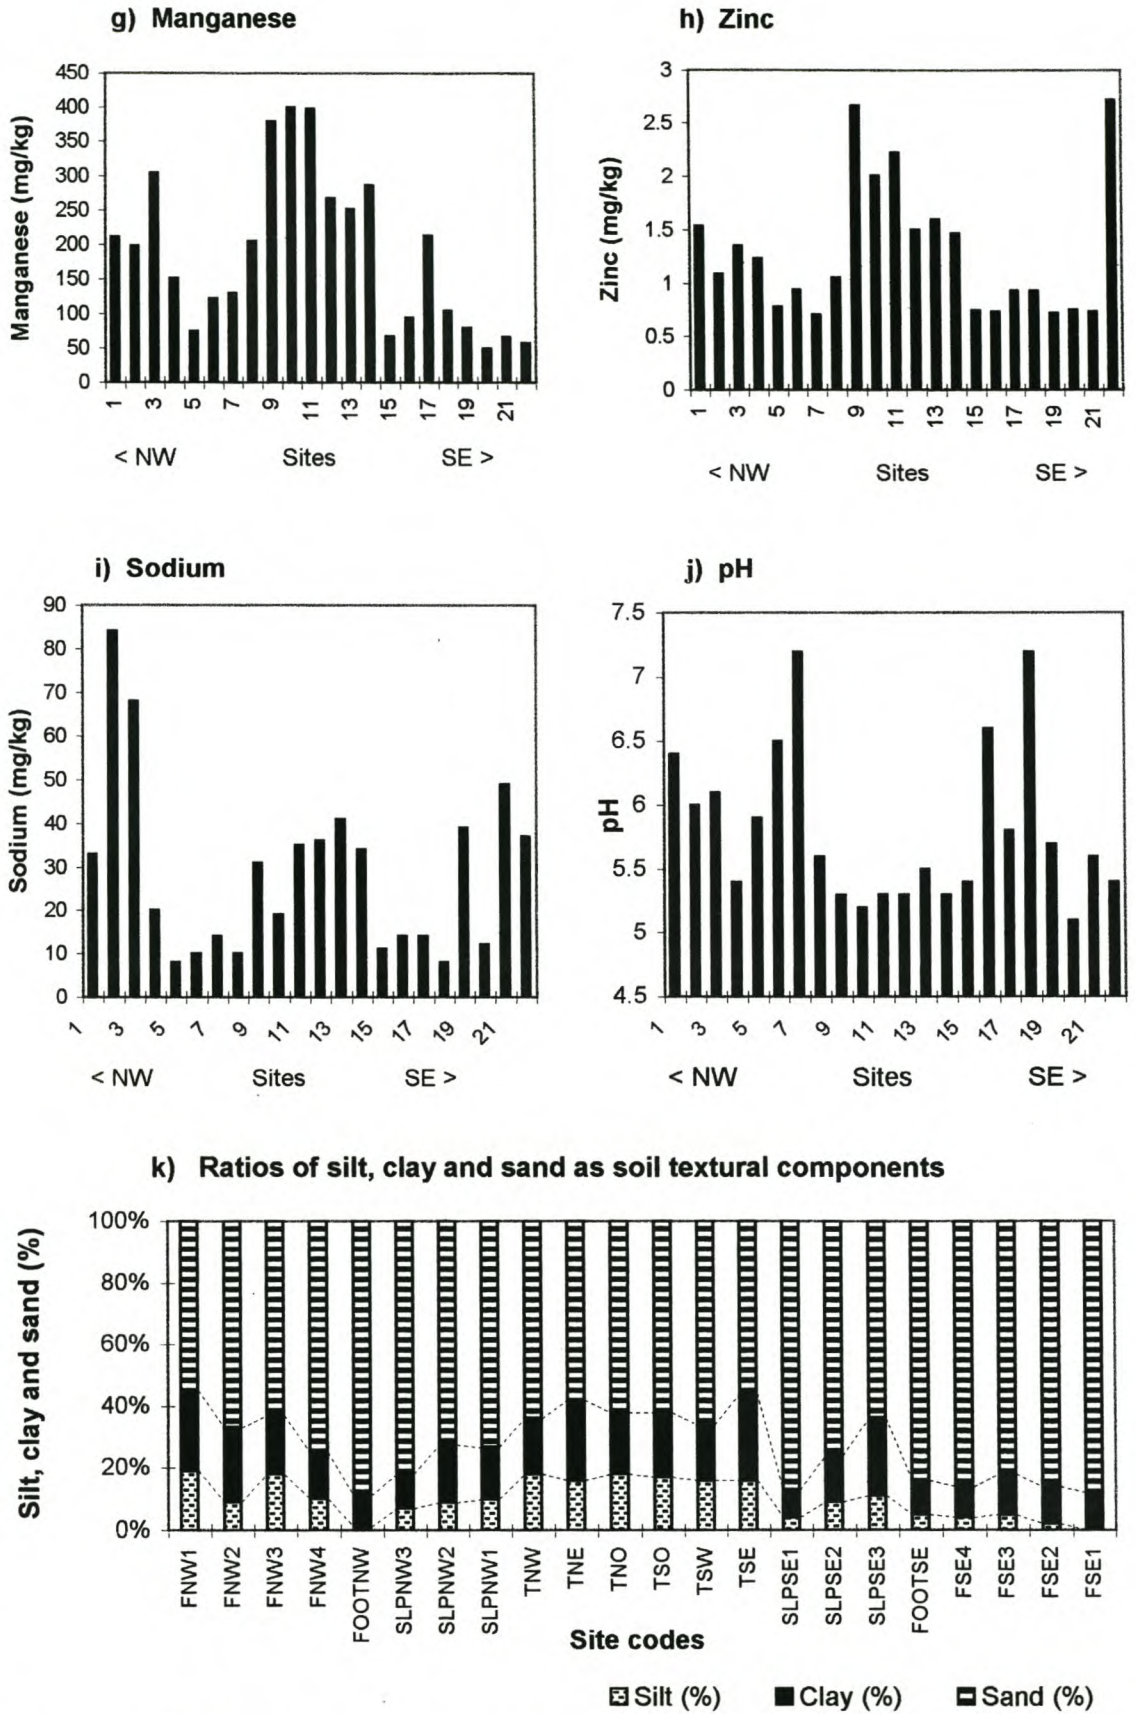 g) Manganese
Manganese (mg/kg)
450
400
350
300
250
200
150
100
50
0
1 3 5 7 9 11 13 15 17 19 21
< NW Sites SE >
h) Zinc
Zinc (mg/kg)
3
2.5
2
1.5
1
0.5
0
1 3 5 7 9 11 13 15 17 19 21
< NW Sites SE >
i) Sodium
Sodium (mg/kg)
90
80
70
60
50
40
30
20
10
0
1 3 5 7 9 11 13 15 17 19 21
< NW Sites SE >
j) pH
pH
7.5
7
6.5
6
5.5
5
4.5
1 3 5 7 9 11 13 15 17 19 21
< NW Sites SE >
k) Ratios of silt, clay and sand as soil textural components
Silt, clay and sand (%)
100%
80%
60%
40%
20%
0%
FNW1 FNW2 FNW3 FNW4 FOOTNW SLPNW3 SLPNW2 SLPNW1 TNW TNE TNO TSO TSW TSE SLPSE1 SLPSE2 SLPSE3 FOOTSE FSE4 FSE3 FSE2 FSE1
Site codes
Silt (%) Clay (%) Sand (%)